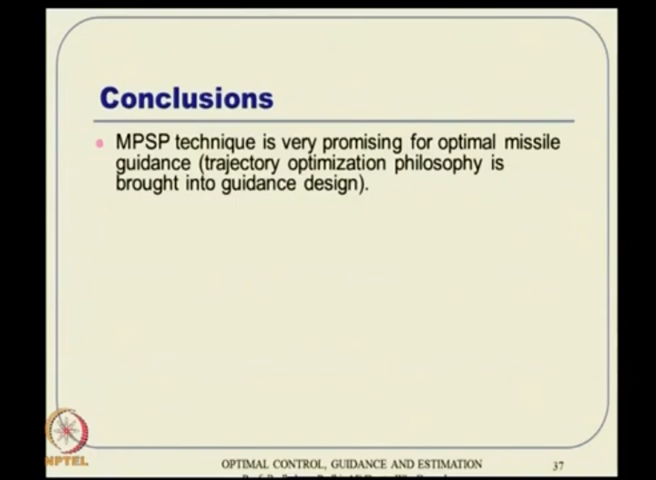 Conclusions
MPSP technique is very promising for optimal missile
guidance (trajectory optimization philosophy is
brought into guidance design).
NPTEL
OPTIMAL CONTROL, GUIDANCE AND ESTIMATION
37